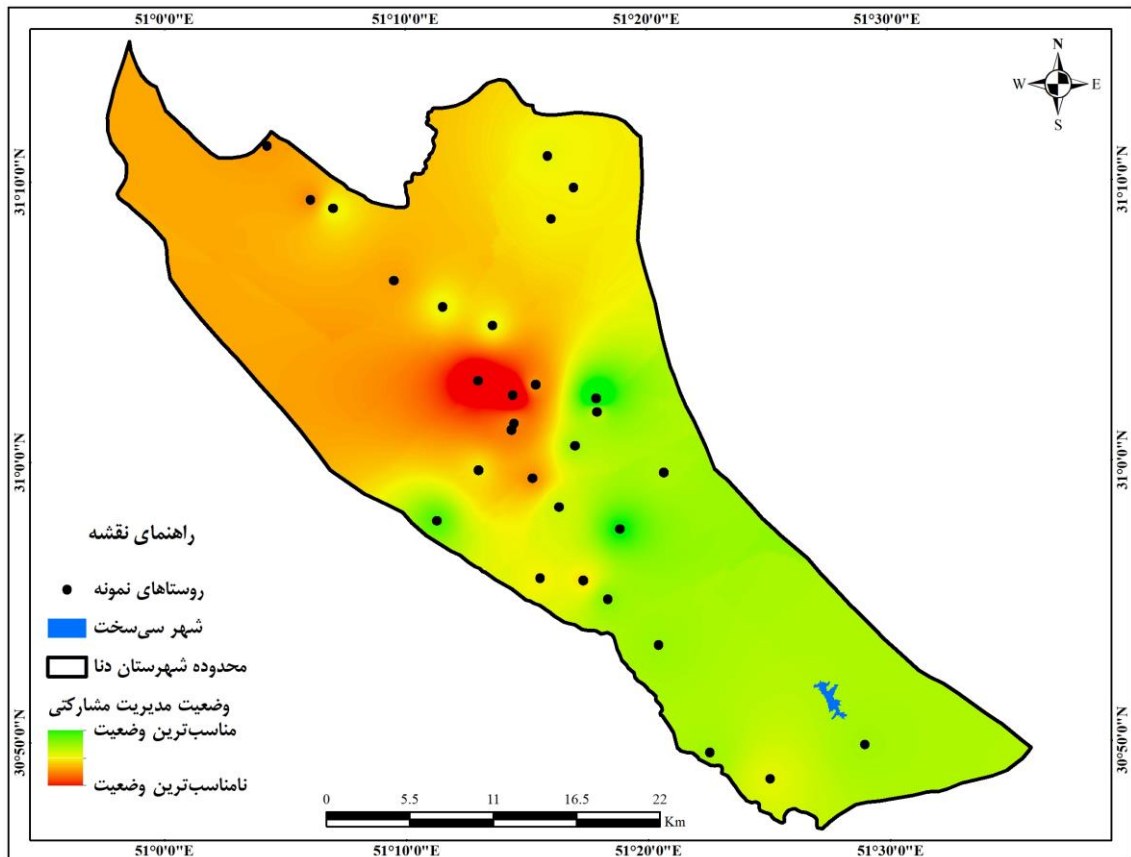 51°0'0"E 51°10'0"E 51°20'0"E 51°30'0"E
N
W E
S
31°10'0"N 31°10'0"N
31°0'0"N 31°0'0"N
30°50'0"N 30°50'0"N
راهنمای نقشه
روستاهای نمونه
شهر سی‌سخت
محدوده شهرستان دنا
وضعیت مدیریت مشارکتی
مناسب‌ترین وضعیت
نامناسب‌ترین وضعیت
0 5.5 11 16.5 22
Km
51°0'0"E 51°10'0"E 51°20'0"E 51°30'0"E